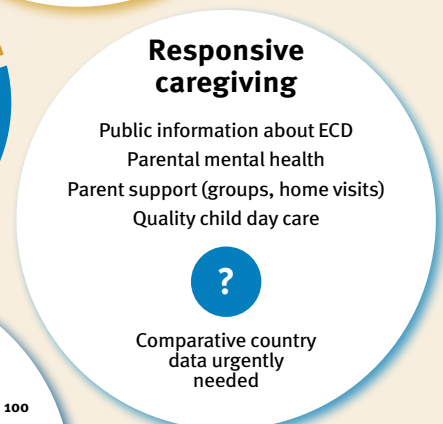 Responsive
caregiving
Public information about ECD
Parental mental health
Parent support (groups, home visits)
Quality child day care
?
Comparative country
data urgently
needed
100